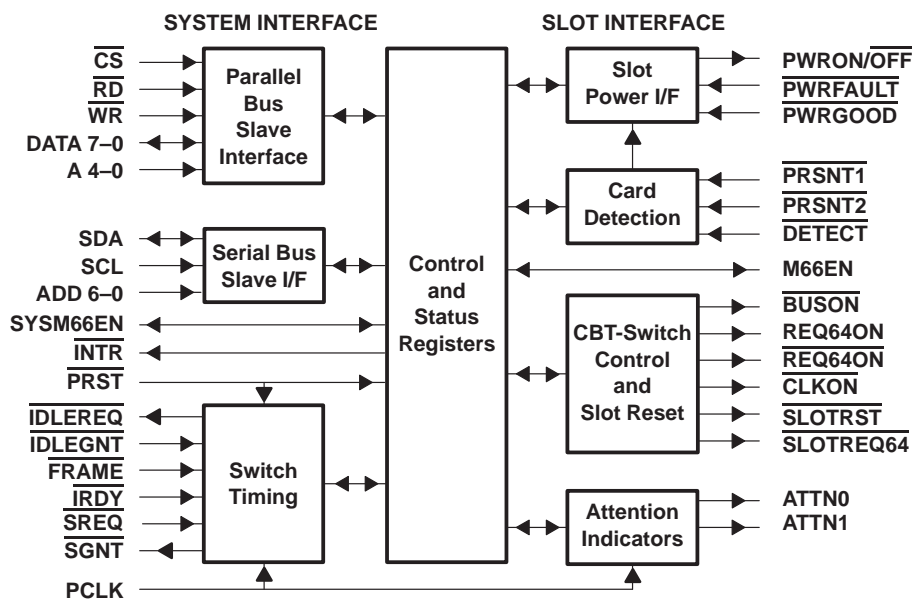 SYSTEM INTERFACE
CS
RD
WR
DATA 7–0
A 4–0
Parallel
Bus
Slave
Interface
SDA
SCL
ADD 6–0
Serial Bus
Slave I/F
SYSM66EN
INTR
PRST
IDLEREQ
IDLEGNT
FRAME
IRDY
SREQ
SGNT
PCLK
Switch
Timing
Control
and
Status
Registers
SLOT INTERFACE
Slot
Power I/F
PWRON/OFF
PWRFAULT
PWRGOOD
Card
Detection
PRSNT1
PRSNT2
DETECT
M66EN
CBT-Switch
Control
and
Slot Reset
BUSON
REQ64ON
REQ64ON
CLKON
SLOTRST
SLOTREQ64
Attention
Indicators
ATTN0
ATTN1